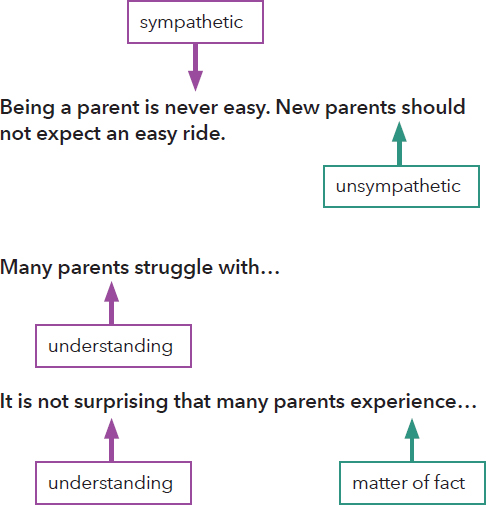 sympathetic
Being a parent is never easy. New parents should
not expect an easy ride.
unsympathetic
Many parents struggle with…
understanding
It is not surprising that many parents experience…
understanding
matter of fact